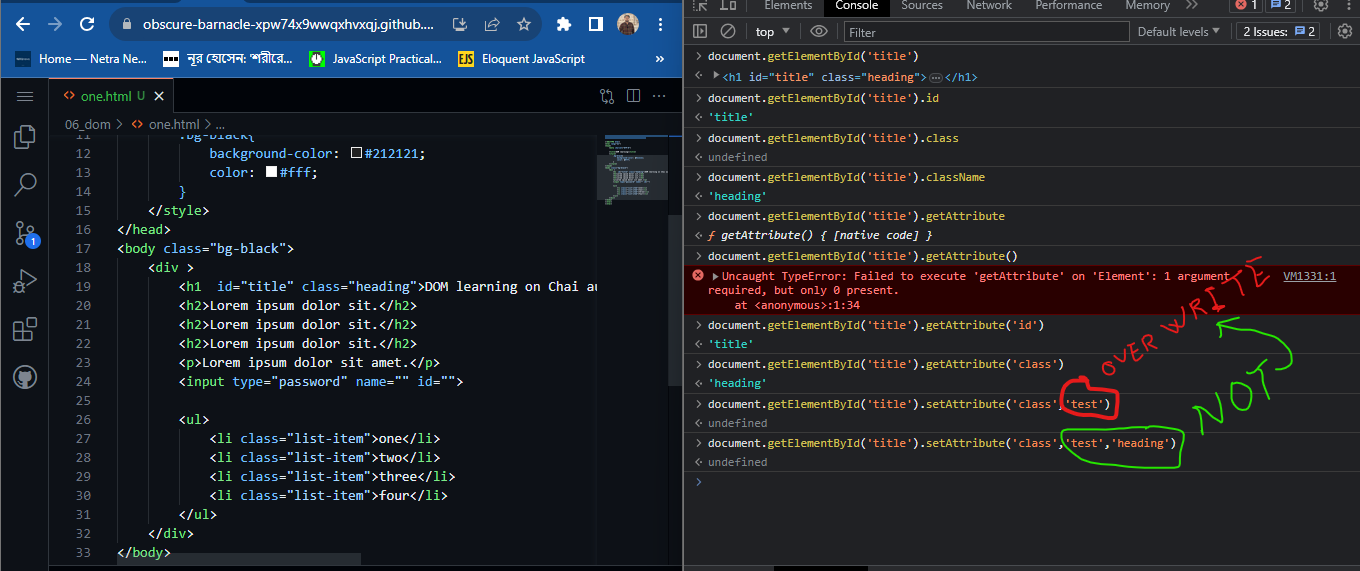 obscure-barnacle-xpw74x9wwqxhvxqj.github....
Home — Netra Ne...
নূর হোসেন: 'শরীরে...
JavaScript Practical...
EJS Eloquent JavaScript
»
one.html U
06_dom > one.html > ...
11 .bg-black{
12 background-color: #212121;
13 color: #fff;
14 }
15 </style>
16 </head>
17 <body class="bg-black">
18 <div >
19 <h1  id="title" class="heading">DOM learning on Chai au
20 <h2>Lorem ipsum dolor sit.</h2>
21 <h2>Lorem ipsum dolor sit.</h2>
22 <h2>Lorem ipsum dolor sit.</h2>
23 <p>Lorem ipsum dolor sit amet.</p>
24 <input type="password" name="" id="">
25
26 <ul>
27 <li class="list-item">one</li>
28 <li class="list-item">two</li>
29 <li class="list-item">three</li>
30 <li class="list-item">four</li>
31 </ul>
32 </div>
33 </body>
1
Elements Console Sources Network Performance Memory » 1 2
top Filter Default levels 2 Issues: 2
document.getElementById('title')
<h1 id="title" class="heading">…</h1>
document.getElementById('title').id
'title'
document.getElementById('title').class
undefined
document.getElementById('title').className
'heading'
document.getElementById('title').getAttribute
ƒ getAttribute() { [native code] }
document.getElementById('title').getAttribute()
Uncaught TypeError: Failed to execute 'getAttribute' on 'Element': 1 argument VM1331:1
required, but only 0 present.
at <anonymous>:1:34
document.getElementById('title').getAttribute('id')
'title'
document.getElementById('title').getAttribute('class')
'heading'
document.getElementById('title').setAttribute('class','test')
undefined
document.getElementById('title').setAttribute('class','test','heading')
undefined
OVER WRITE
NOT